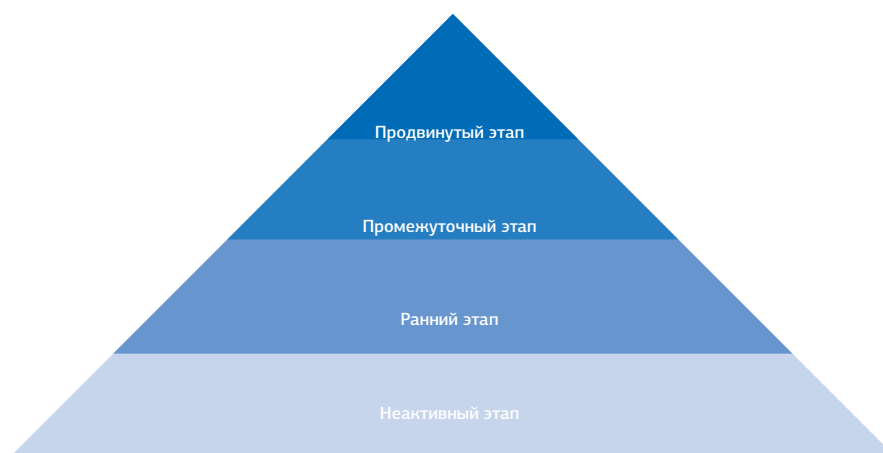 Продвинутый этап
Промежуточный этап
Ранний этап
Неактивный этап